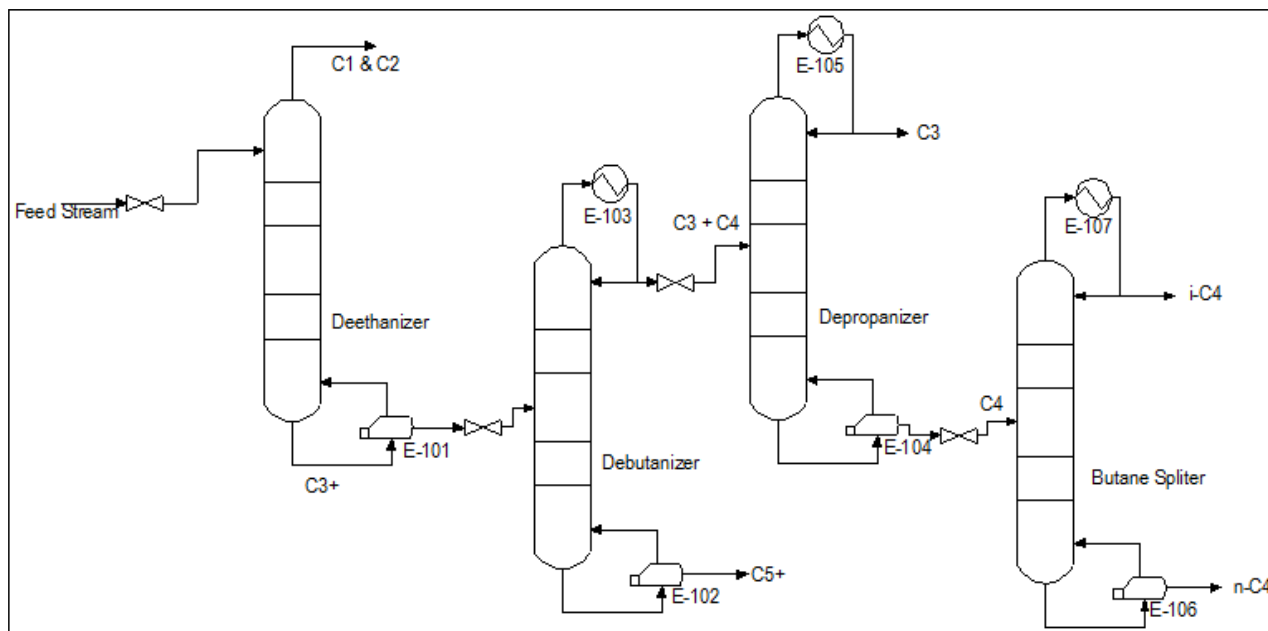 C1 & C2
Feed Stream
Deethanizer
E-101
C3+
E-103
C3 + C4
Debutanizer
E-102
C5+
E-105
C3
Depropanizer
E-104
C4
E-107
i-C4
Butane Spliter
E-106
n-C4